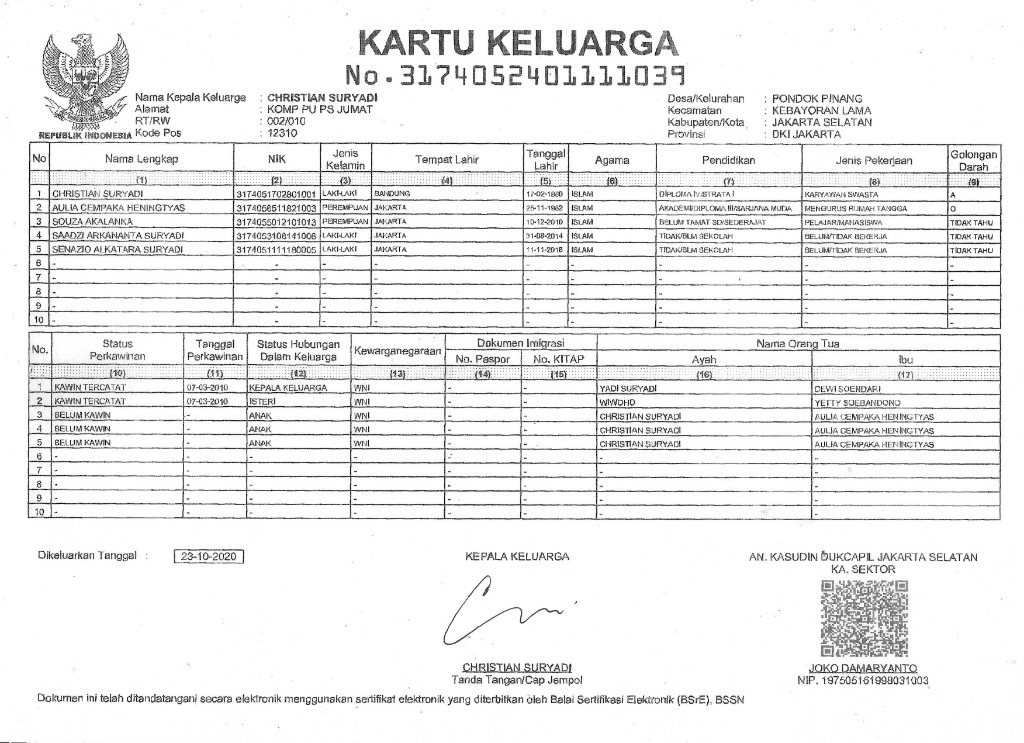 KARTU KELUARGA
No. 3174052401111039
Nama Kepala Keluarga : CHRISTIAN SURYADI
Alamat : KOMP PU PS JUMAT
RT/RW : 002/010
Kode Pos : 12310
REPUBLIK INDONESIA
Desa/Kelurahan : PONDOK PINANG
Kecamatan : KEBAYORAN LAMA
Kabupaten/Kota : JAKARTA SELATAN
Provinsi : DKI JAKARTA
No Nama Lengkap NIK Jenis Kelamin Tempat Lahir Tanggal Lahir Agama Pendidikan Jenis Pekerjaan Golongan Darah
(1) (2) (3) (4) (5) (6) (7) (8) (9)
1 CHRISTIAN SURYADI 3174051702801001 LAKI-LAKI BANDUNG 17-02-1980 ISLAM DIPLOMA IV/STRATA I KARYAWAN SWASTA A
2 AULIA CEMPAKA HENINGTYAS PEREMPUAN JAKARTA ISLAM AKADEMI/DIPLOMA III/SARJANA MUDA MENGURUS RUMAH TANGGA O
3 SOUZA AKALANKA 3174055012101013 PEREMPUAN JAKARTA 10-12-2010 ISLAM BELUM TAMAT SD/SEDERAJAT PELAJAR/MAHASISWA TIDAK TAHU
4 SAADZI ARKANANTA SURYADI 3174053108141006 LAKI-LAKI JAKARTA 31-08-2014 ISLAM TIDAK/BLM SEKOLAH BELUM/TIDAK BEKERJA TIDAK TAHU
5 SENAZIO ALKATARA SURYADI 3174051111180005 LAKI-LAKI JAKARTA 11-11-2018 ISLAM TIDAK/BLM SEKOLAH BELUM/TIDAK BEKERJA TIDAK TAHU
6 - - - - - - - -
7 - - - - - - - -
8 - - - - - - - -
9 - - - - - - - -
10 - - - - - - - -
No. Status Perkawinan Tanggal Perkawinan Status Hubungan Dalam Keluarga Kewarganegaraan Dokumen Imigrasi Nama Orang Tua
No. Paspor No. KITAP Ayah Ibu
(10) (11) (12) (13) (14) (15) (16) (17)
1 KAWIN TERCATAT 07-03-2010 KEPALA KELUARGA WNI - - YADI SURYADI DEWI SOENDARI
2 KAWIN TERCATAT 07-03-2010 ISTERI WNI - - WIWOHO YETTY SOEBANDONO
3 BELUM KAWIN - ANAK WNI - - CHRISTIAN SURYADI AULIA CEMPAKA HENINGTYAS
4 BELUM KAWIN - ANAK WNI - - CHRISTIAN SURYADI AULIA CEMPAKA HENINGTYAS
5 BELUM KAWIN - ANAK WNI - - CHRISTIAN SURYADI AULIA CEMPAKA HENINGTYAS
6 - - - - - - - -
7 - - - - - - - -
8 - - - - - - - -
9 - - - - - - - -
10 - - - - - - - -
Dikeluarkan Tanggal : 23-10-2020
KEPALA KELUARGA
CHRISTIAN SURYADI
Tanda Tangan/Cap Jempol
AN. KASUDIN DUKCAPIL JAKARTA SELATAN
KA. SEKTOR
JOKO DAMARYANTO
NIP. 197505161998031003
Dokumen ini telah ditandatangani secara elektronik menggunakan sertifikat elektronik yang diterbitkan oleh Balai Sertifikasi Elektronik (BSrE), BSSN